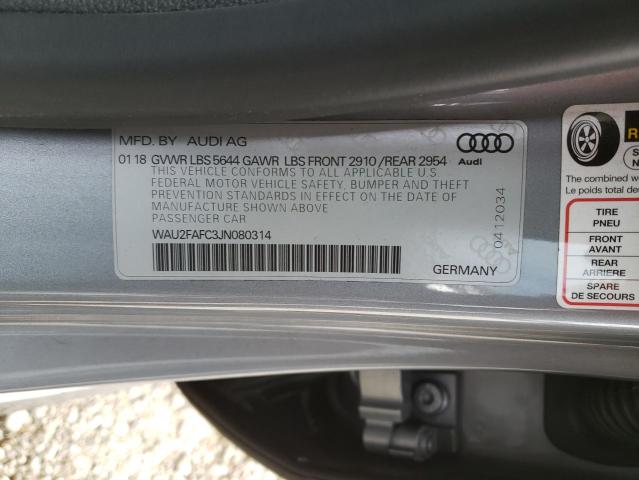 MFD. BY AUDI AG
01 18 GVWR LBS 5644 GAWR LBS FRONT 2910 /REAR 2954
Audi
THIS VEHICLE CONFORMS TO ALL APPLICABLE U.S.
FEDERAL MOTOR VEHICLE SAFETY, BUMPER AND THEFT
PREVENTION STANDARDS IN EFFECT ON THE DATE OF
MANUFACTURE SHOWN ABOVE
PASSENGER CAR
WAU2FAFC3JN080314
GERMANY
0412034
The combined w
Le poids total de
TIRE
PNEU
FRONT
AVANT
REAR
ARRIERE
SPARE
DE SECOURS